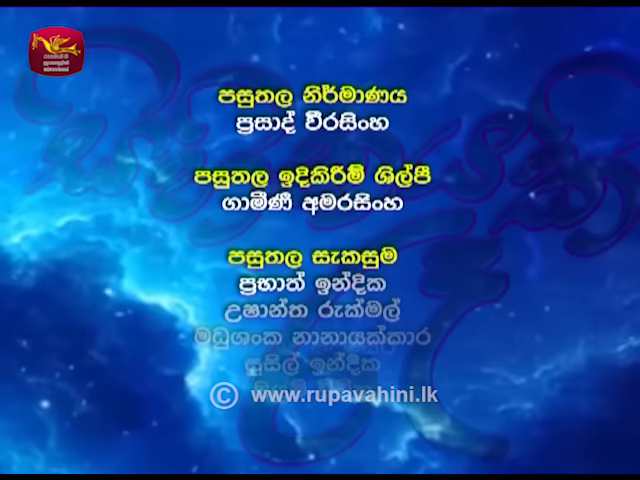 පසුතල නිර්මාණය
ප්‍රසාද් වීරසිංහ
පසුතල ඉදිකිරීම් ශිල්පී
ගාමීණී අමරසිංහ
පසුතල සැකසුම
ප්‍රභාත් ඉන්දික
උෂාන්ත රුක්මල්
මධුශංක නානායක්කාර
සුසිල් ඉන්දික
© www.rupavahini.lk